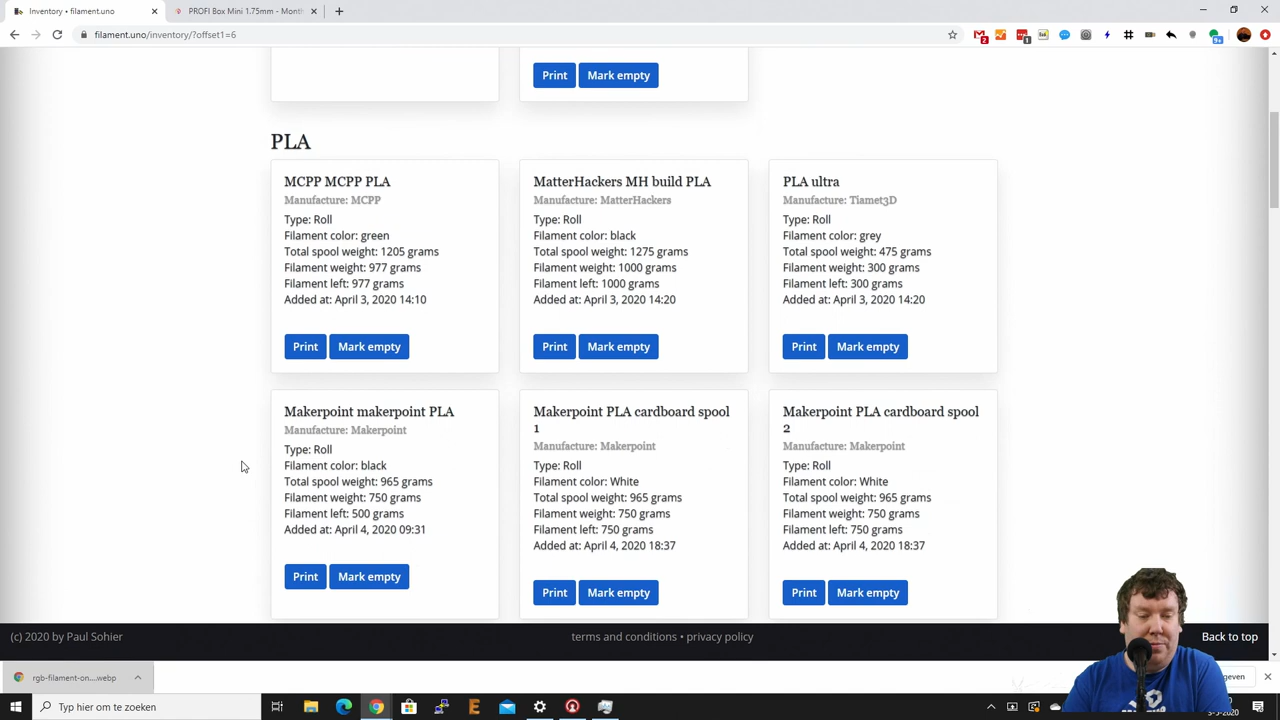 Inventory • filament.uno
PROFI Box Mini 1.75mm - Month
filament.uno/inventory/?offset1=6
Print Mark empty
PLA
MCPP MCPP PLA
Manufacture: MCPP
Type: Roll
Filament color: green
Total spool weight: 1205 grams
Filament weight: 977 grams
Filament left: 977 grams
Added at: April 3, 2020 14:10
Print Mark empty
MatterHackers MH build PLA
Manufacture: MatterHackers
Type: Roll
Filament color: black
Total spool weight: 1275 grams
Filament weight: 1000 grams
Filament left: 1000 grams
Added at: April 3, 2020 14:20
Print Mark empty
PLA ultra
Manufacture: Tiamet3D
Type: Roll
Filament color: grey
Total spool weight: 475 grams
Filament weight: 300 grams
Filament left: 300 grams
Added at: April 3, 2020 14:20
Print Mark empty
Makerpoint makerpoint PLA
Manufacture: Makerpoint
Type: Roll
Filament color: black
Total spool weight: 965 grams
Filament weight: 750 grams
Filament left: 500 grams
Added at: April 4, 2020 09:31
Print Mark empty
Makerpoint PLA cardboard spool
1
Manufacture: Makerpoint
Type: Roll
Filament color: White
Total spool weight: 965 grams
Filament weight: 750 grams
Filament left: 750 grams
Added at: April 4, 2020 18:37
Print Mark empty
Makerpoint PLA cardboard spool
2
Manufacture: Makerpoint
Type: Roll
Filament color: White
Total spool weight: 965 grams
Filament weight: 750 grams
Filament left: 750 grams
Added at: April 4, 2020 18:37
Print Mark empty
(c) 2020 by Paul Sohier
terms and conditions • privacy policy
Back to top
rgb-filament-on....webp
geven
Typ hier om te zoeken
3-5-2020